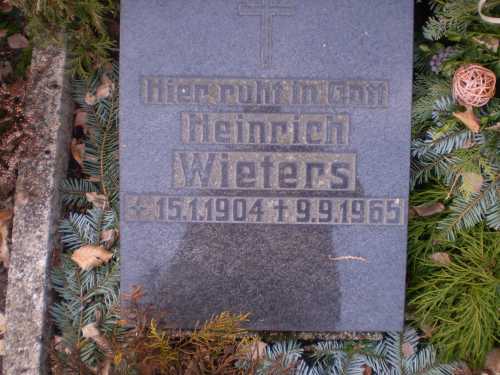 Hier ruht in Gott
Heinrich
Wieters
* 15.1.1904 + 9.9.1965